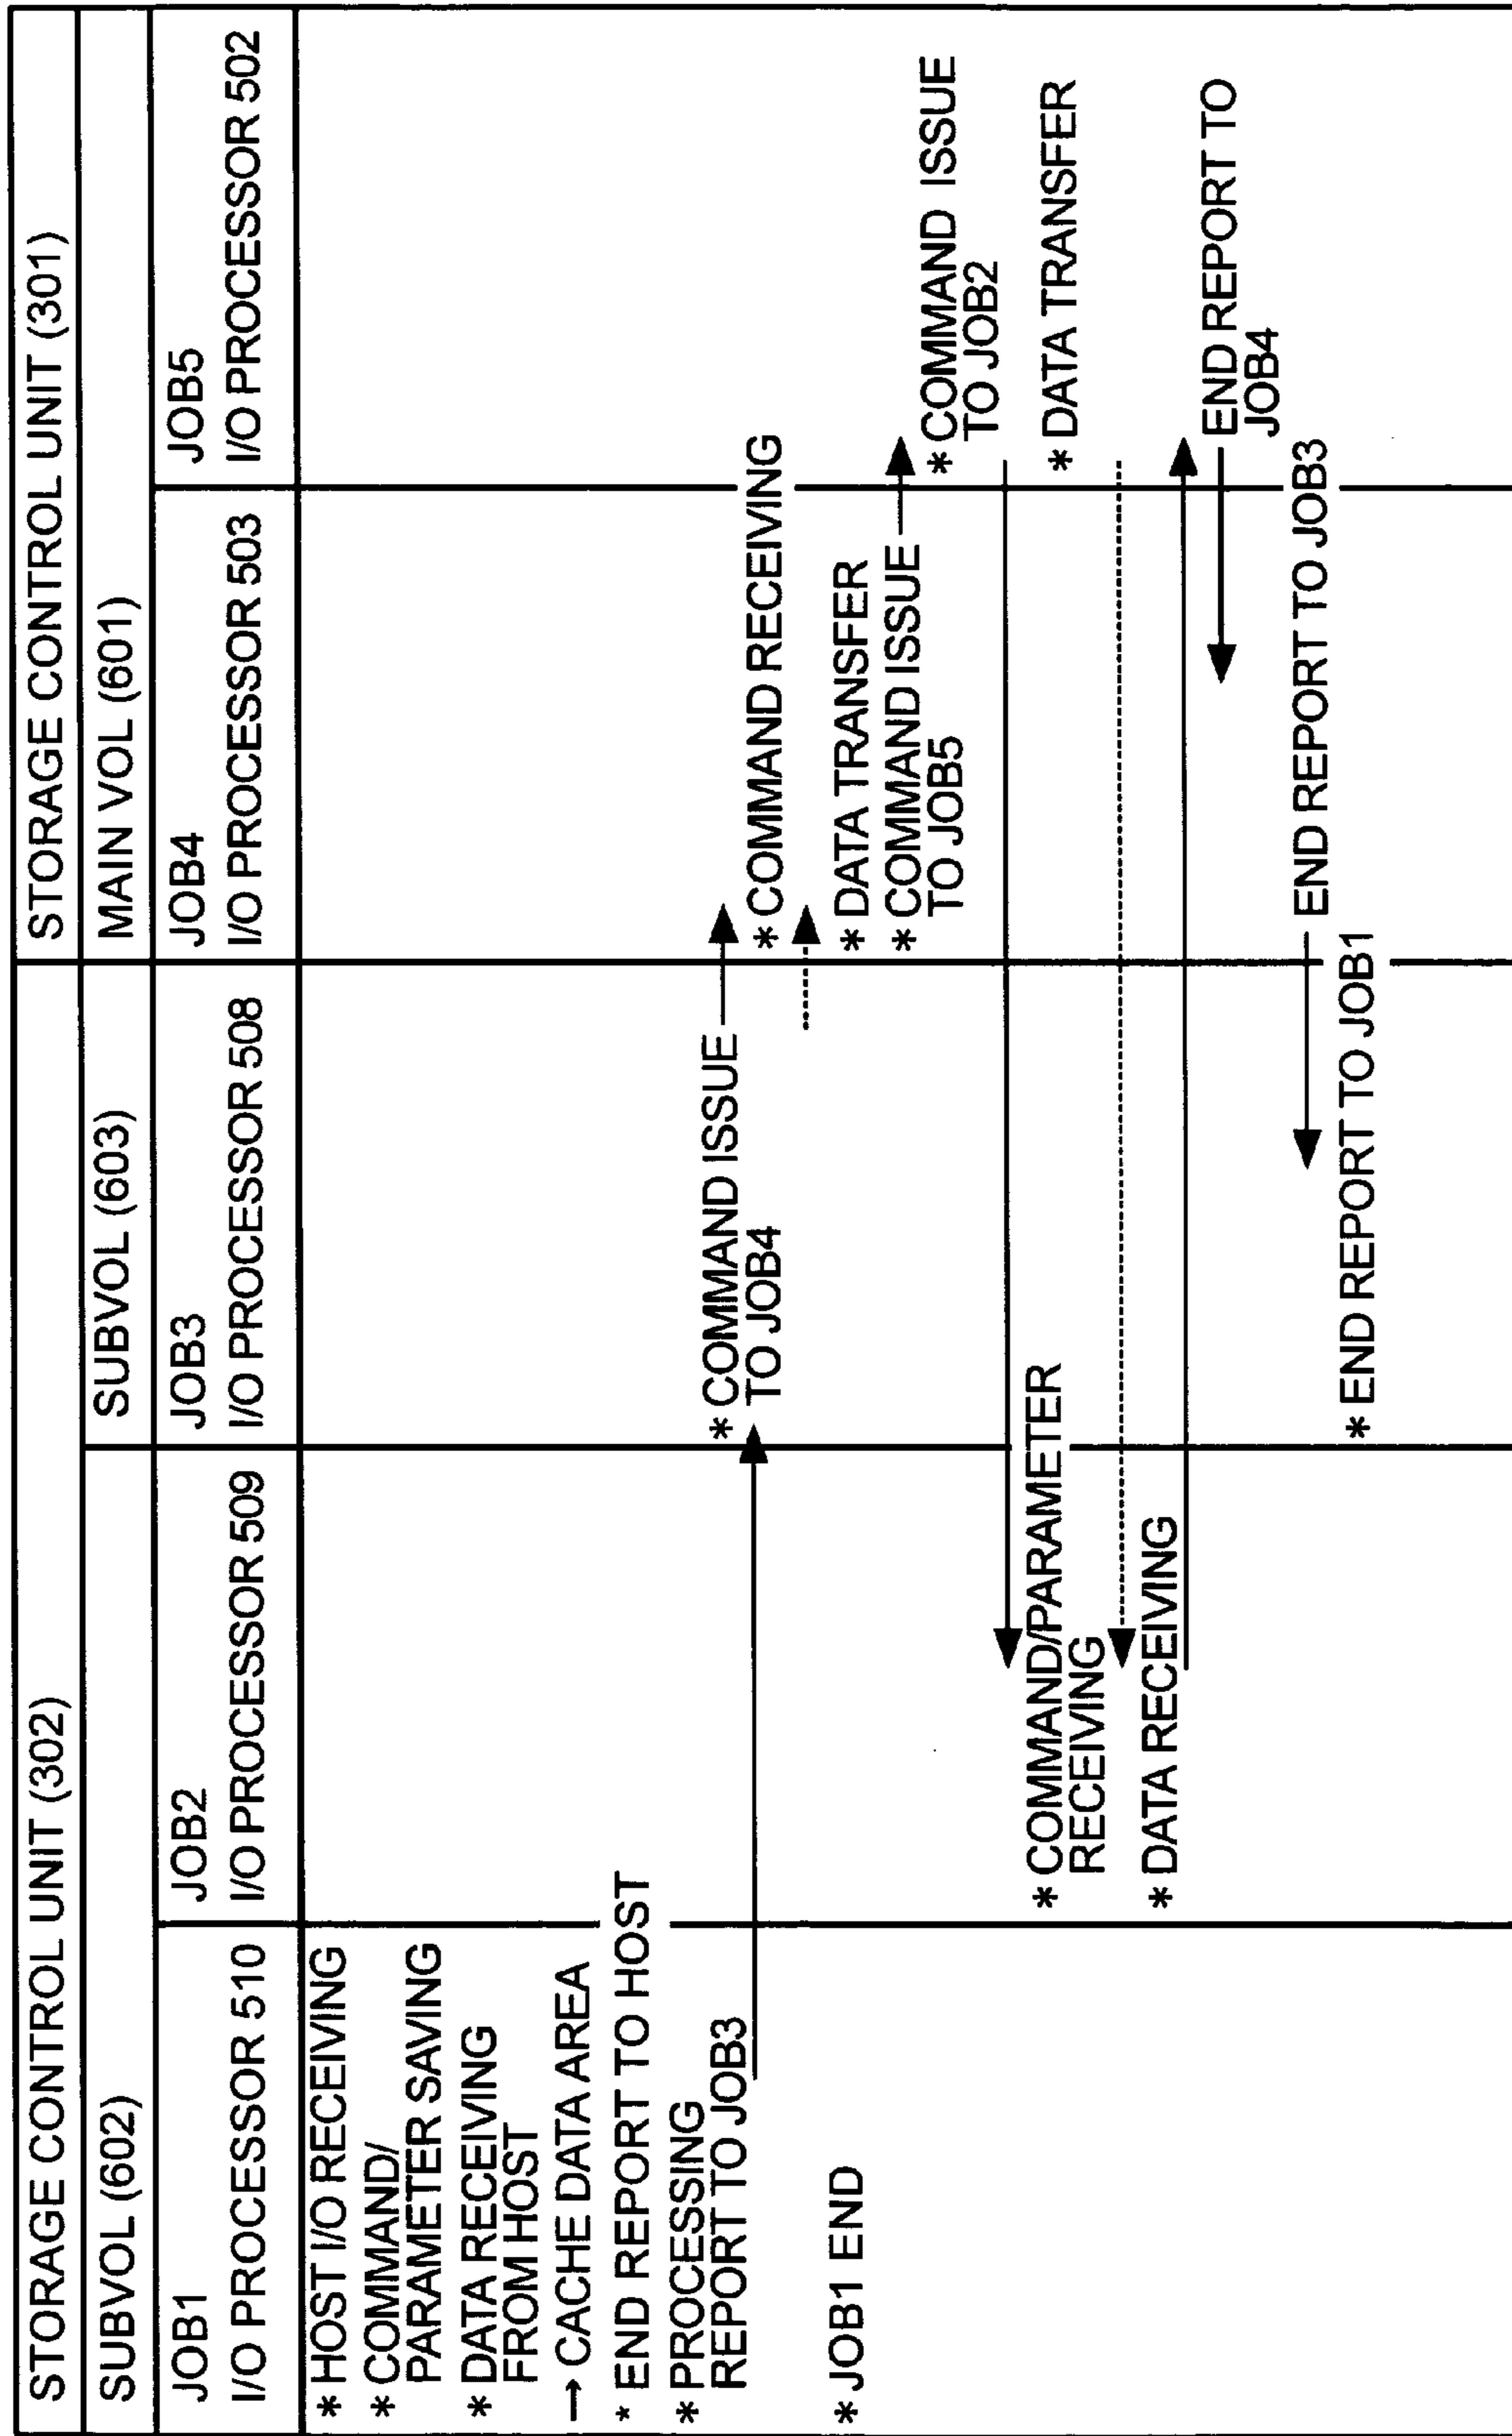 STORAGE CONTROL UNIT (302)
STORAGE CONTROL UNIT (301)
SUBVOL (602)
SUBVOL (603)
MAIN VOL (601)
JOB1
I/O PROCESSOR 510
JOB2
I/O PROCESSOR 509
JOB3
I/O PROCESSOR 508
JOB4
I/O PROCESSOR 503
JOB5
I/O PROCESSOR 502
* HOST I/O RECEIVING
* COMMAND/
PARAMETER SAVING
* DATA RECEIVING
FROM HOST
→ CACHE DATA AREA
* END REPORT TO HOST
* PROCESSING
REPORT TO JOB3
* JOB1 END
* COMMAND/PARAMETER
RECEIVING
* DATA RECEIVING
* COMMAND ISSUE
TO JOB4
* END REPORT TO JOB1
* COMMAND RECEIVING
* DATA TRANSFER
* COMMAND ISSUE
TO JOB5
END REPORT TO JOB3
* COMMAND ISSUE
TO JOB2
* DATA TRANSFER
END REPORT TO
JOB4